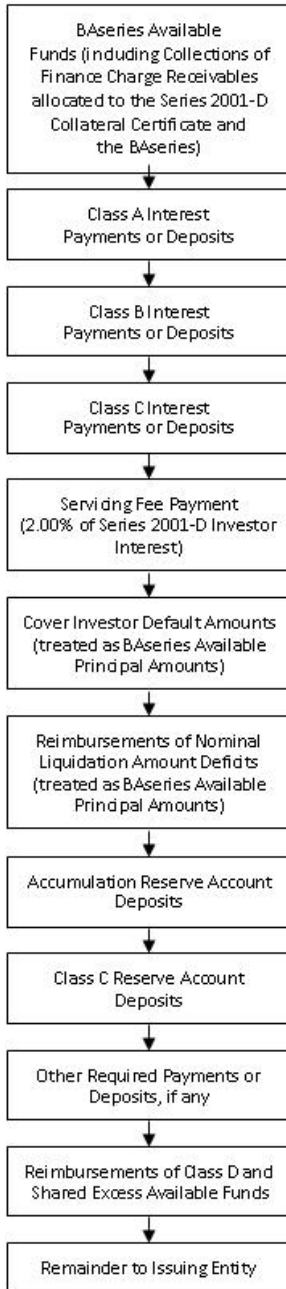 BAseries Available
Funds (including Collections of
Finance Charge Receivables
allocated to the Series 2001-D
Collateral Certificate and
the BAseries)
Class A Interest
Payments or Deposits
Class B Interest
Payments or Deposits
Class C Interest
Payments or Deposits
Servicing Fee Payment
(2.00% of Series 2001-D Investor
Interest)
Cover Investor Default Amounts
(treated as BAseries Available
Principal Amounts)
Reimbursements of Nominal
Liquidation Amount Deficits
(treated as BAseries Available
Principal Amounts)
Accumulation Reserve Account
Deposits
Class C Reserve Account
Deposits
Other Required Payments or
Deposits, if any
Reimbursements of Class D and
Shared Excess Available Funds
Remainder to Issuing Entity